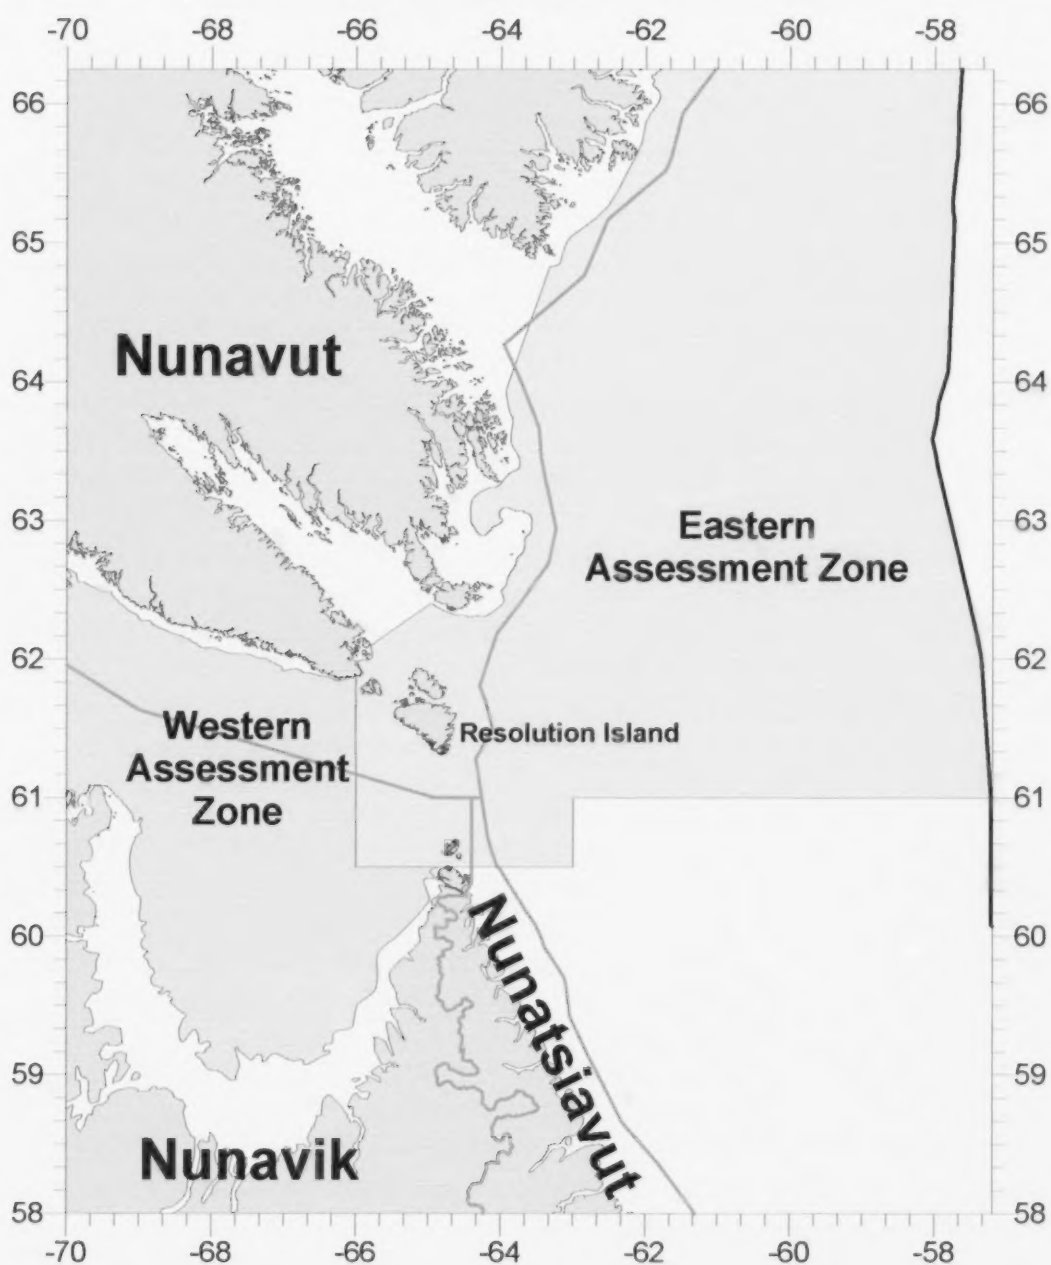 -70 -68 -66 -64 -62 -60 -58
66 66
65 65
Nunavut
64 64
63 63
Eastern
Assessment Zone
62 62
Western
Assessment
Zone
Resolution Island
61 61
60 60
Nunatsiavut
59 59
Nunavik
58 58
-70 -68 -66 -64 -62 -60 -58